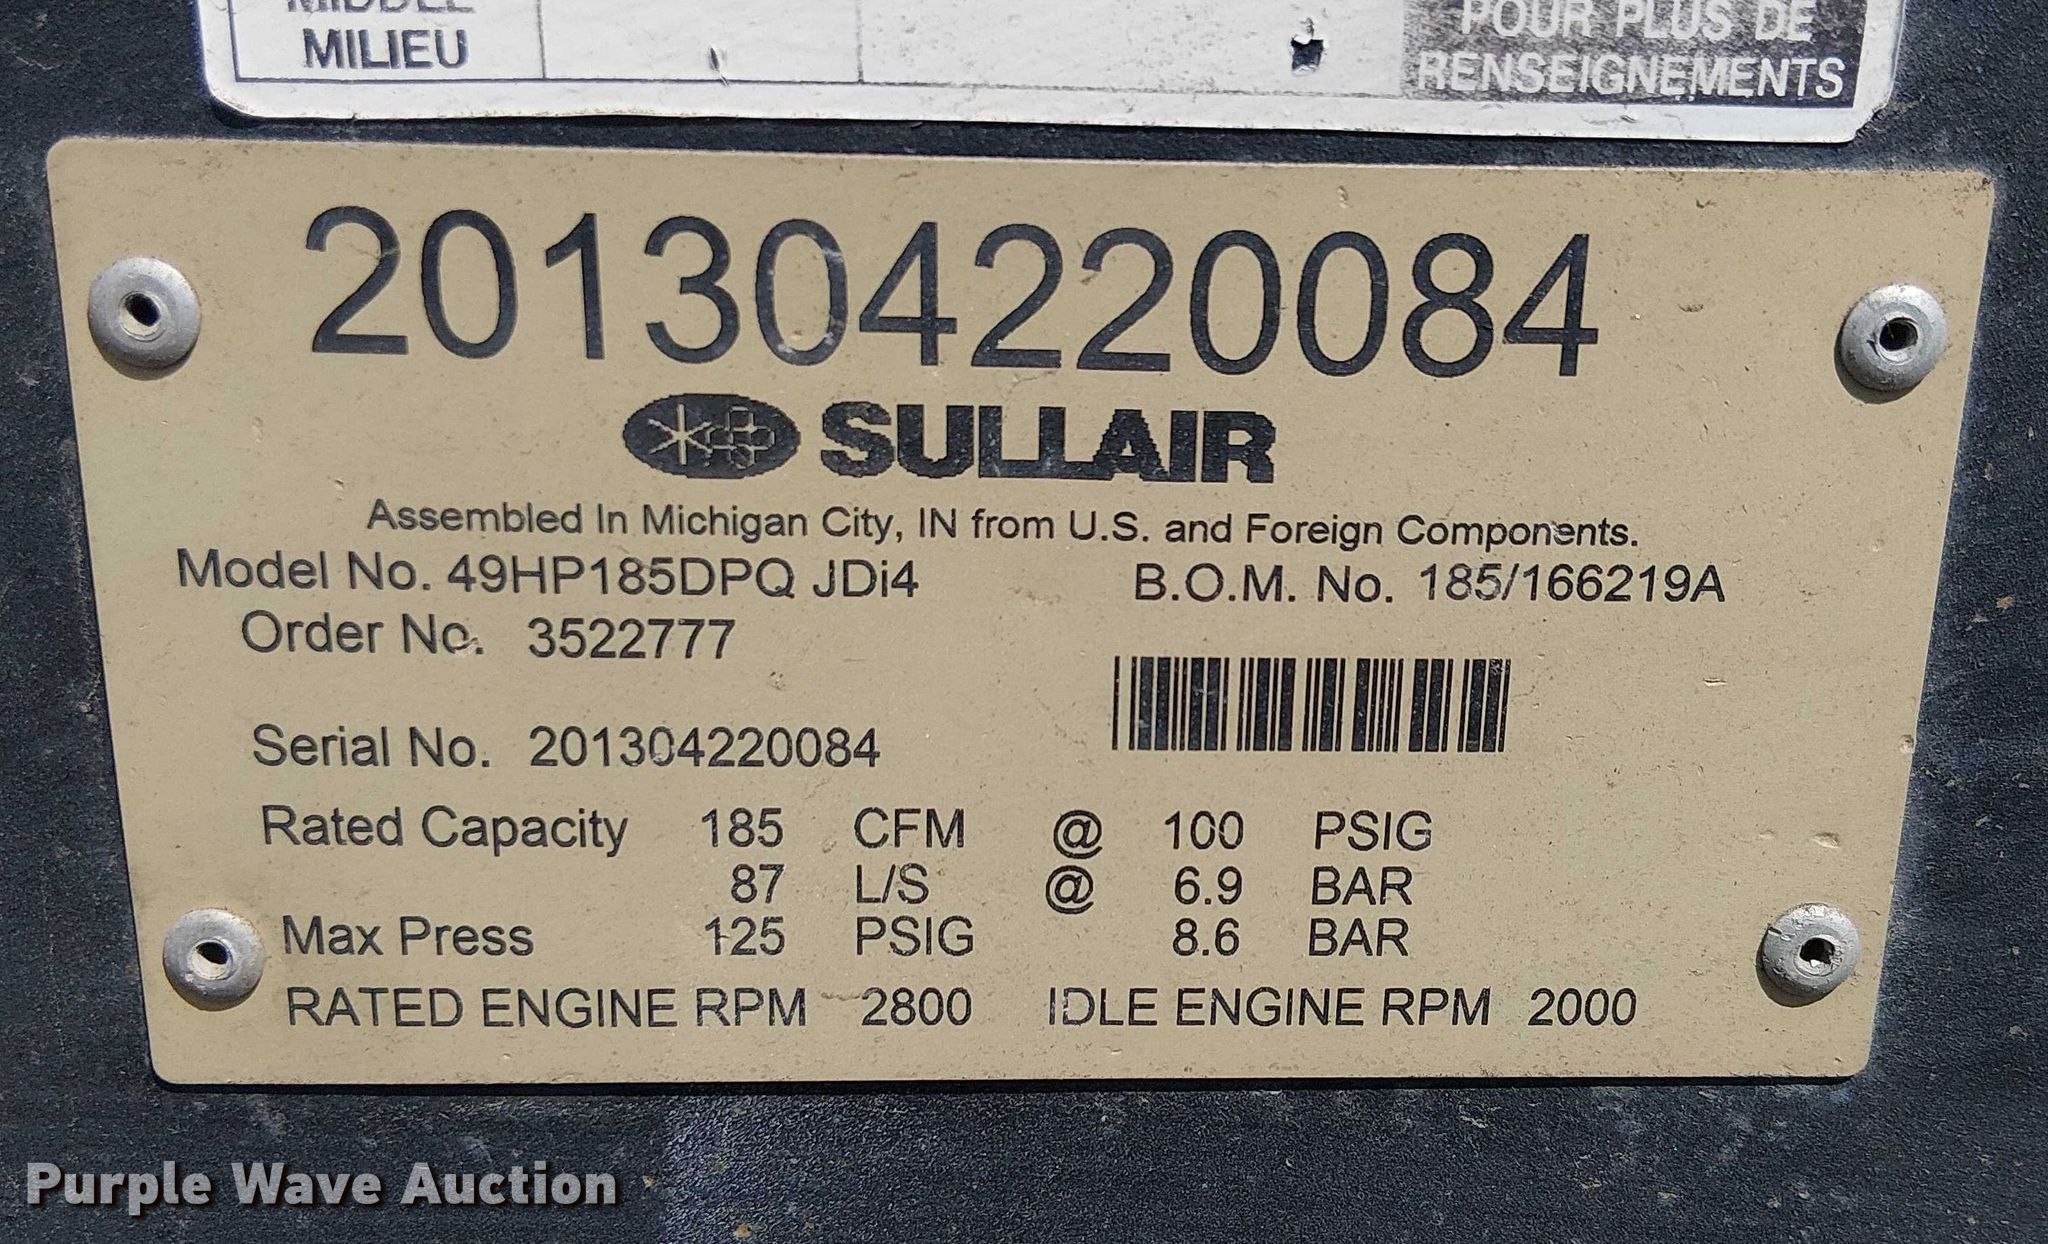 MIDDLE
MILIEU
POUR PLUS DE
RENSEIGNEMENTS
201304220084
SULLAIR
Assembled In Michigan City, IN from U.S. and Foreign Components.
Model No. 49HP185DPQ JDi4 B.O.M. No. 185/166219A
Order No. 3522777
Serial No. 201304220084
Rated Capacity 185 CFM @ 100 PSIG
87 L/S @ 6.9 BAR
Max Press 125 PSIG 8.6 BAR
RATED ENGINE RPM 2800 IDLE ENGINE RPM 2000
Purple Wave Auction